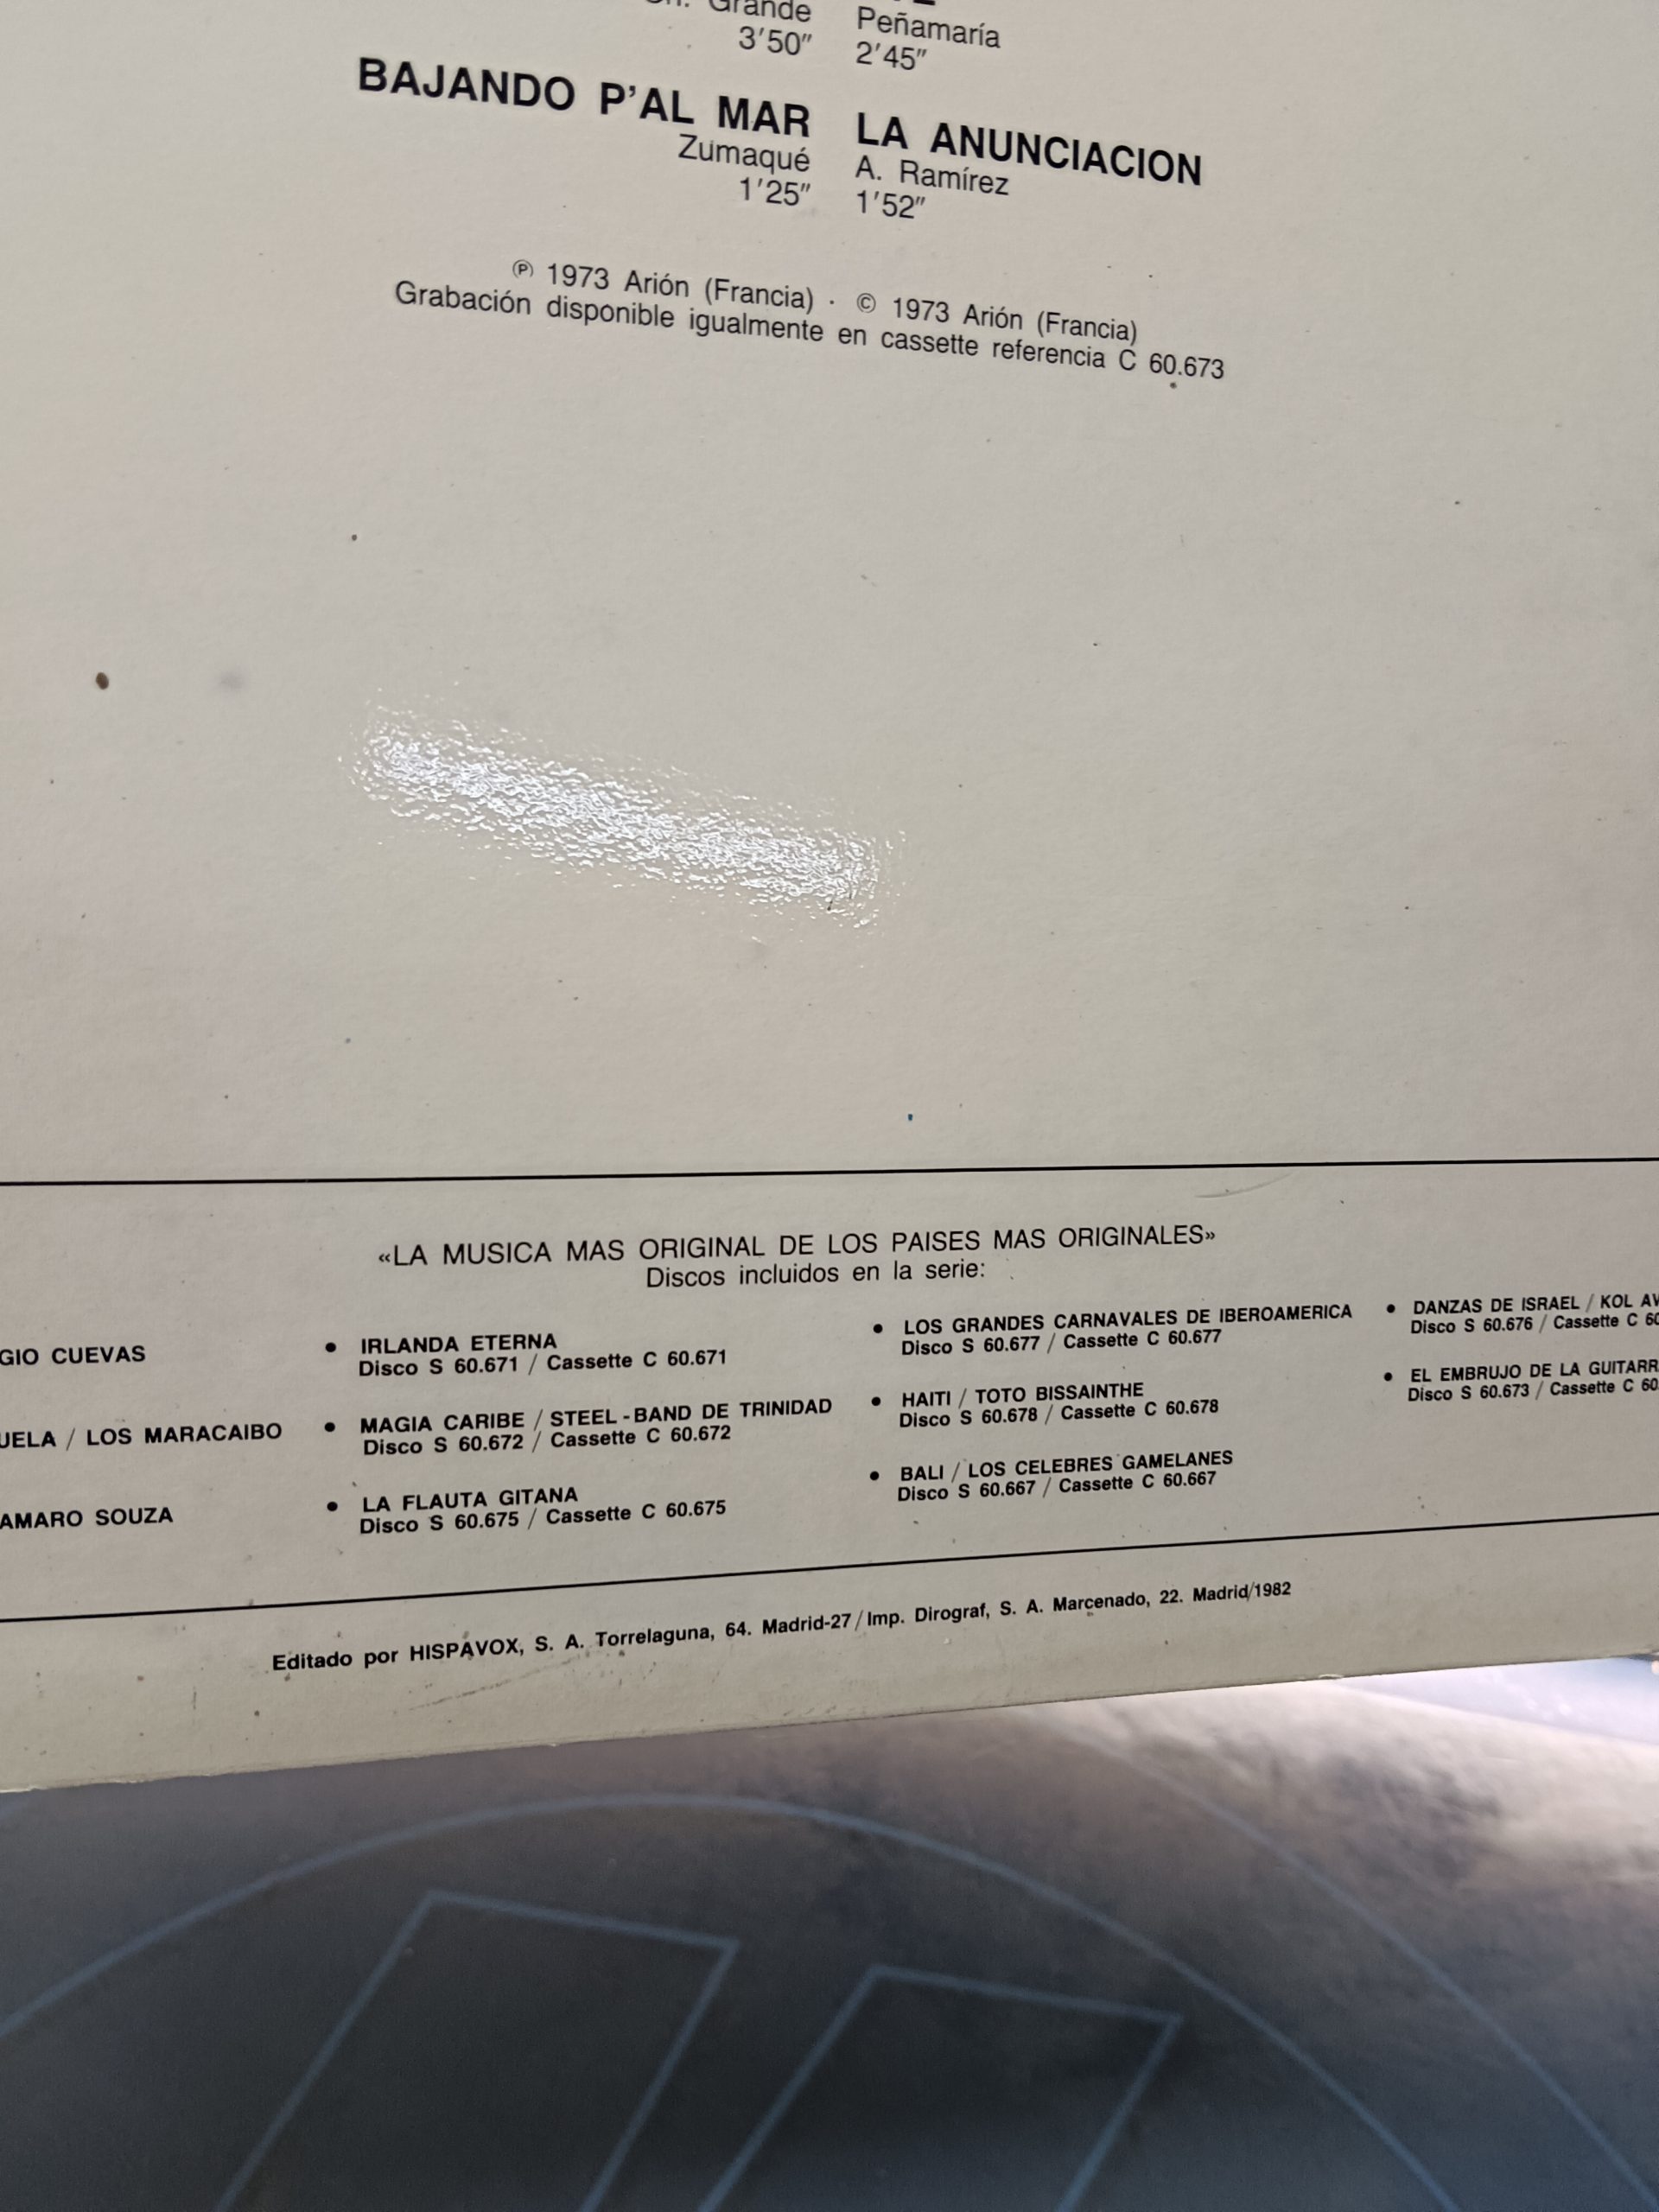 Grande
3'50"
BAJANDO P'AL MAR
Zumaqué
1'25"
Peñamaría
2'45"
LA ANUNCIACION
A. Ramírez
1'52"
Ⓟ 1973 Arión (Francia) · © 1973 Arión (Francia)
Grabación disponible igualmente en cassette referencia C 60.673
«LA MUSICA MAS ORIGINAL DE LOS PAISES MAS ORIGINALES»
Discos incluidos en la serie:
GIO CUEVAS
UELA / LOS MARACAIBO
AMARO SOUZA
• IRLANDA ETERNA
Disco S 60.671 / Cassette C 60.671
• MAGIA CARIBE / STEEL-BAND DE TRINIDAD
Disco S 60.672 / Cassette C 60.672
• LA FLAUTA GITANA
Disco S 60.675 / Cassette C 60.675
• LOS GRANDES CARNAVALES DE IBEROAMERICA
Disco S 60.677 / Cassette C 60.677
• HAITI / TOTO BISSAINTHE
Disco S 60.678 / Cassette C 60.678
• BALI / LOS CELEBRES GAMELANES
Disco S 60.667 / Cassette C 60.667
• DANZAS DE ISRAEL / KOL AV
Disco S 60.676 / Cassette C 60
• EL EMBRUJO DE LA GUITARR
Disco S 60.673 / Cassette C 60.
Editado por HISPAVOX, S. A. Torrelaguna, 64. Madrid-27 / Imp. Dirograf, S. A. Marcenado, 22. Madrid/1982